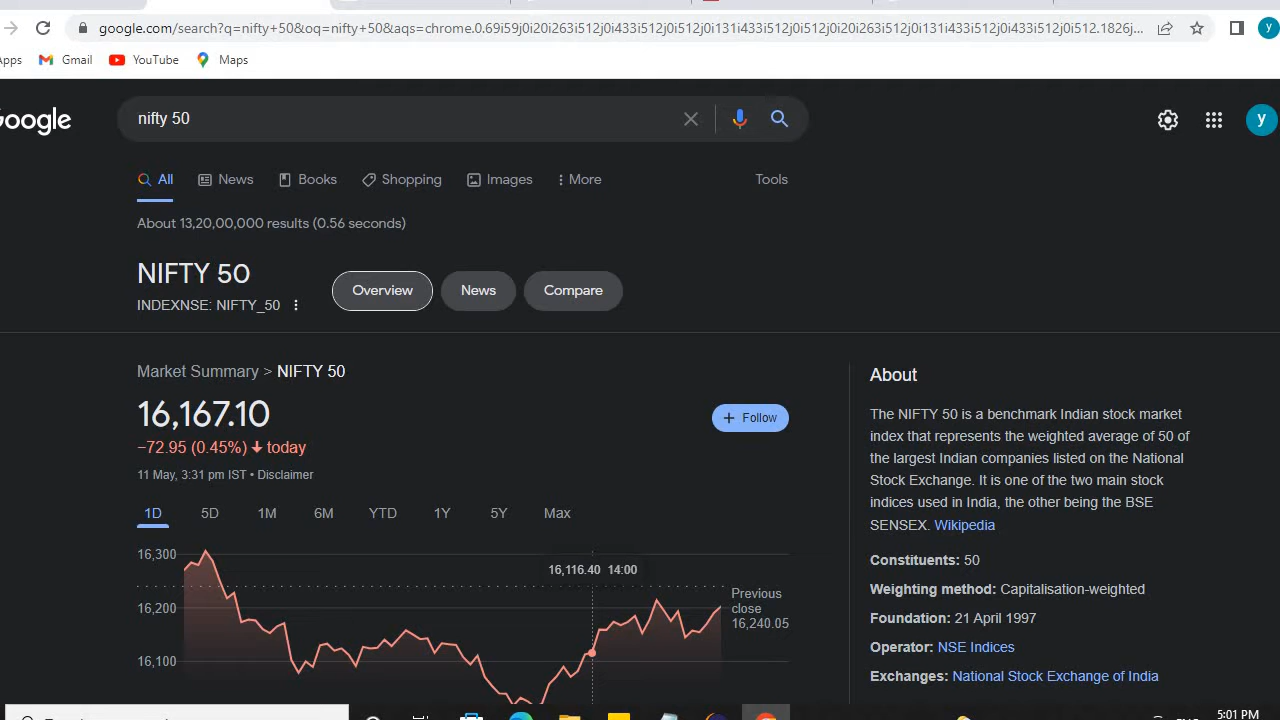 google.com/search?q=nifty+50&oq=nifty+50&aqs=chrome.0.69i59j0i20i263i512j0i433i512j0i512j0i131i433i512j0i512j0i20i263i512j0i131i433i512j0i433i512j0i512.1826j...
y
Apps Gmail YouTube Maps
Google
nifty 50
y
All News Books Shopping Images More Tools
About 13,20,00,000 results (0.56 seconds)
NIFTY 50
INDEXNSE: NIFTY_50
Overview News Compare
Market Summary > NIFTY 50
16,167.10
+ Follow
−72.95 (0.45%) ↓ today
11 May, 3:31 pm IST • Disclaimer
1D 5D 1M 6M YTD 1Y 5Y Max
16,300
16,116.40 14:00
Previous
close
16,240.05
16,200
16,100
About
The NIFTY 50 is a benchmark Indian stock market
index that represents the weighted average of 50 of
the largest Indian companies listed on the National
Stock Exchange. It is one of the two main stock
indices used in India, the other being the BSE
SENSEX. Wikipedia
Constituents: 50
Weighting method: Capitalisation-weighted
Foundation: 21 April 1997
Operator: NSE Indices
Exchanges: National Stock Exchange of India
5:01 PM